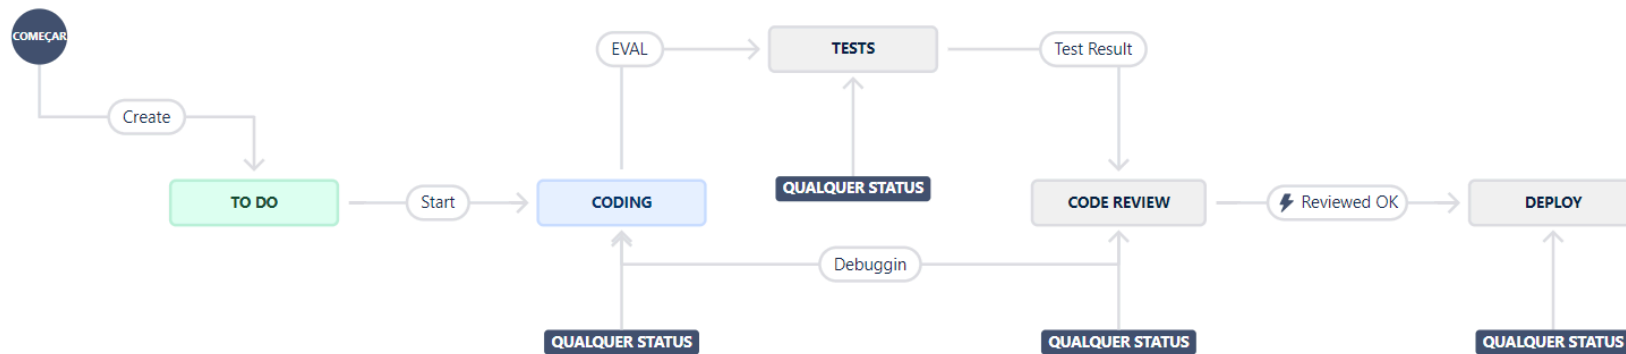 COMEÇAR
EVAL
TESTS
Test Result
Create
QUALQUER STATUS
TO DO
Start
CODING
CODE REVIEW
Reviewed OK
DEPLOY
Debuggin
QUALQUER STATUS
QUALQUER STATUS
QUALQUER STATUS